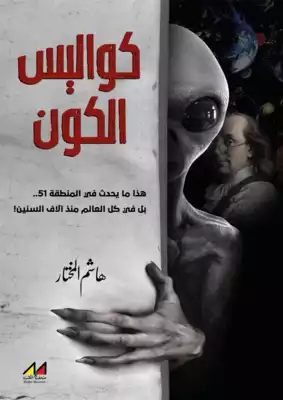 كواليس
الكون
هذا ما يحدث في المنطقة 51..
بل في كل العالم منذ آلاف السنين!
هاشم المختار